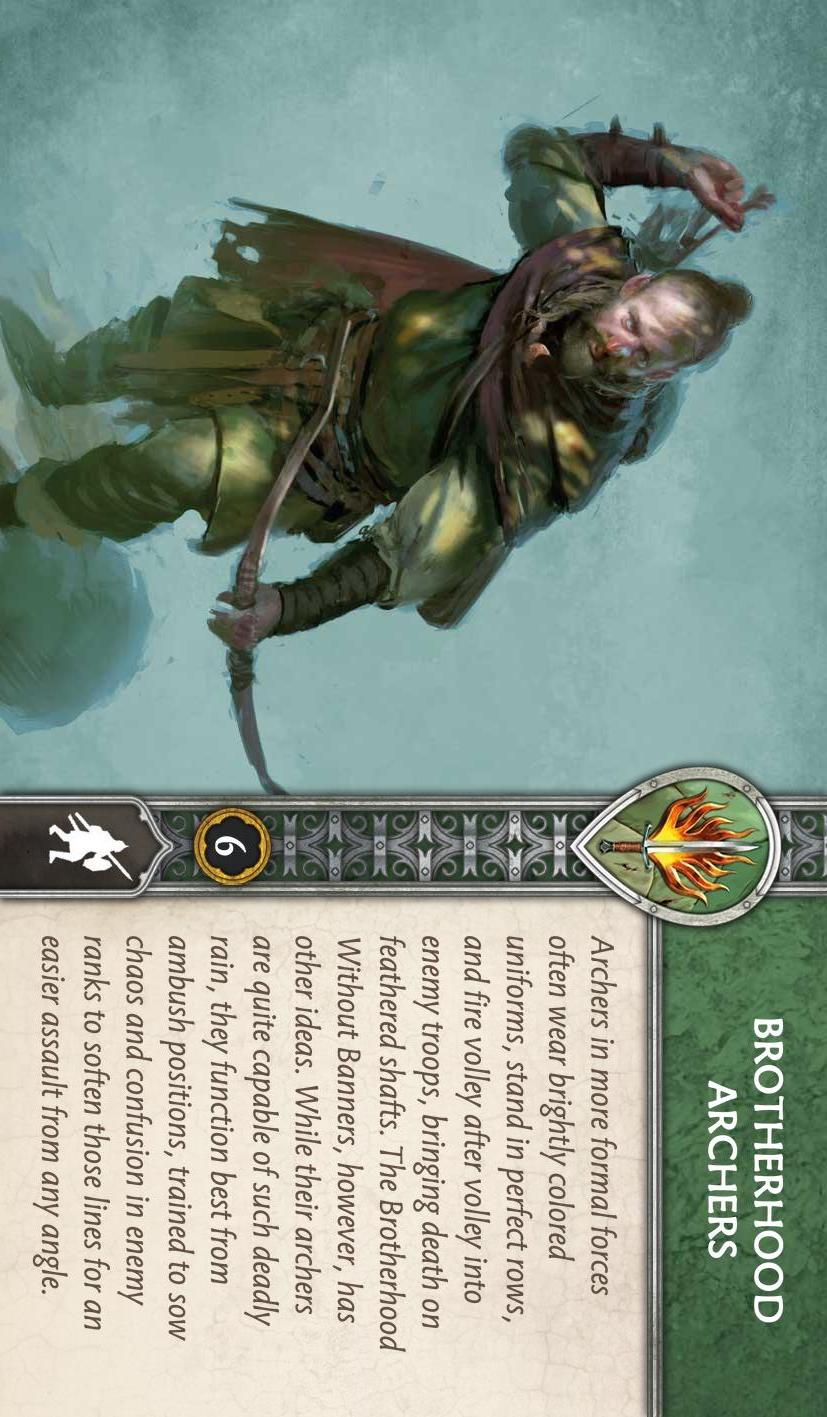 BROTHERHOOD
ARCHERS
6
Archers in more formal forces
often wear brightly colored
uniforms, stand in perfect rows,
and fire volley after volley into
enemy troops, bringing death on
feathered shafts. The Brotherhood
Without Banners, however, has
other ideas. While their archers
are quite capable of such deadly
rain, they function best from
ambush positions, trained to sow
chaos and confusion in enemy
ranks to soften those lines for an
easier assault from any angle.